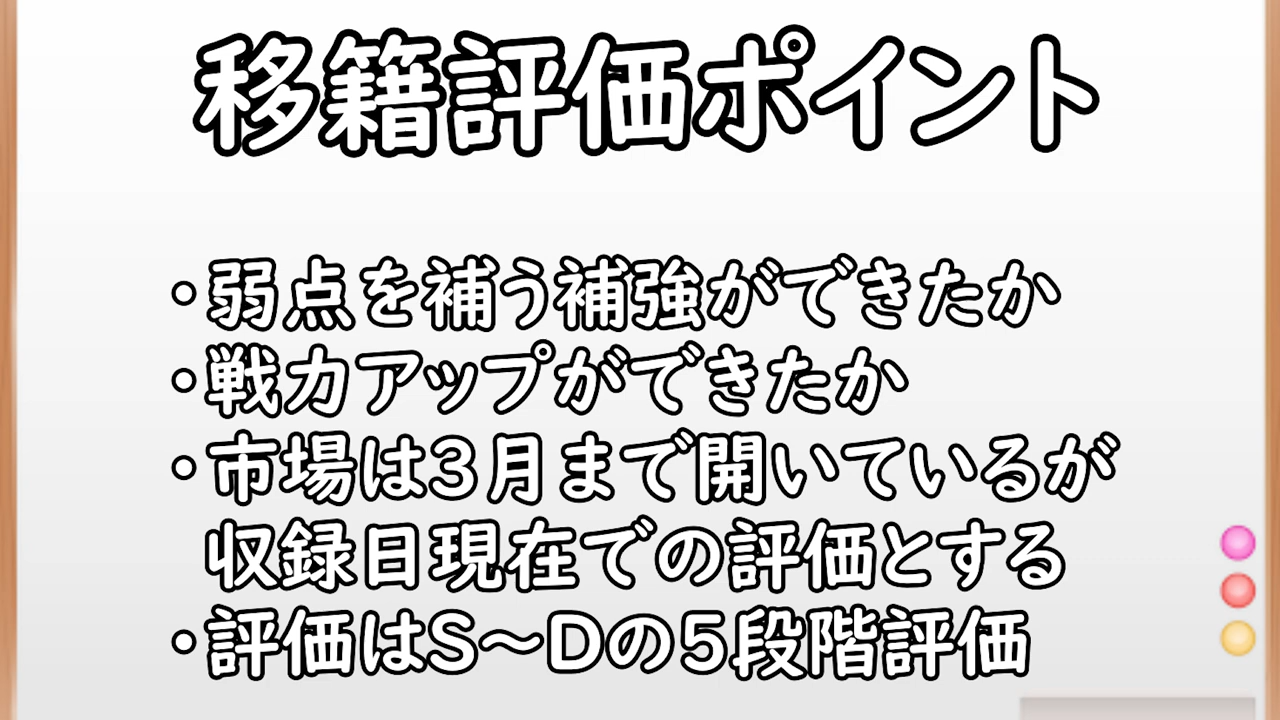 移籍評価ポイント
・弱点を補う補強ができたか
・戦力アップができたか
・市場は3月まで開いているが
収録日現在での評価とする
・評価はS～Dの5段階評価